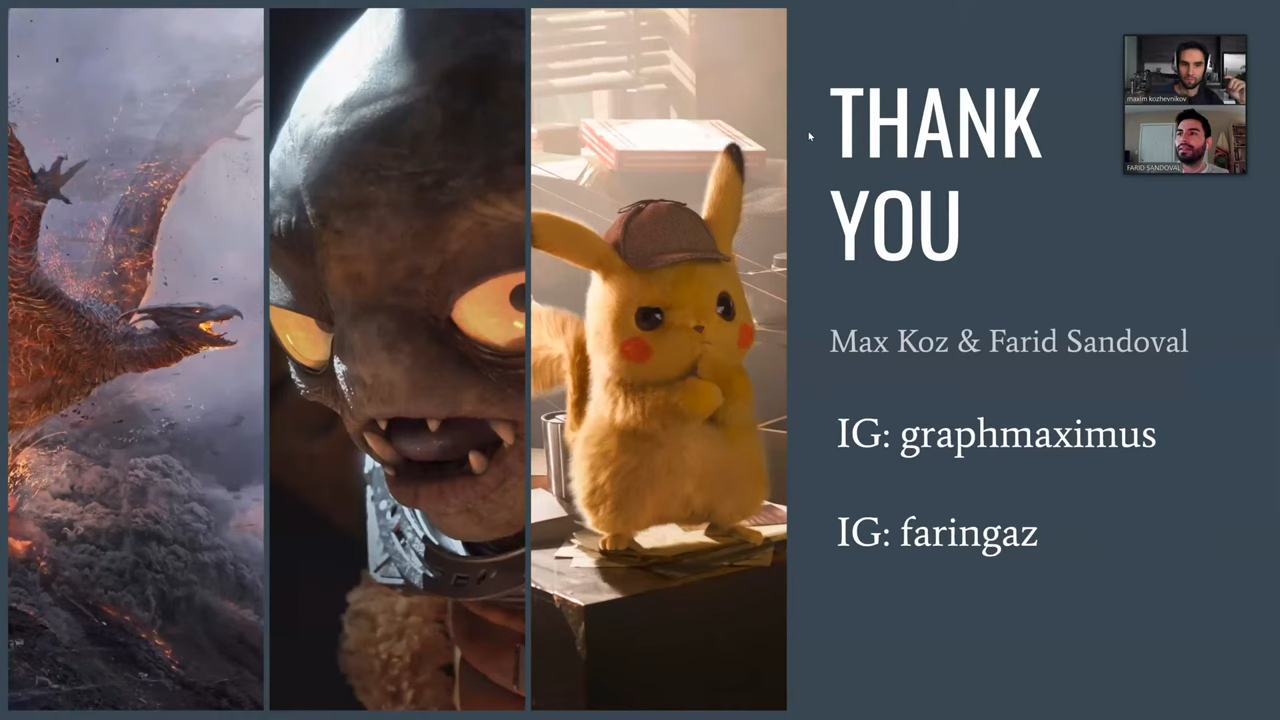 THANK
YOU
Max Koz & Farid Sandoval
IG: graphmaximus
IG: faringaz
maxim kozhevnikov
FARID SANDOVAL